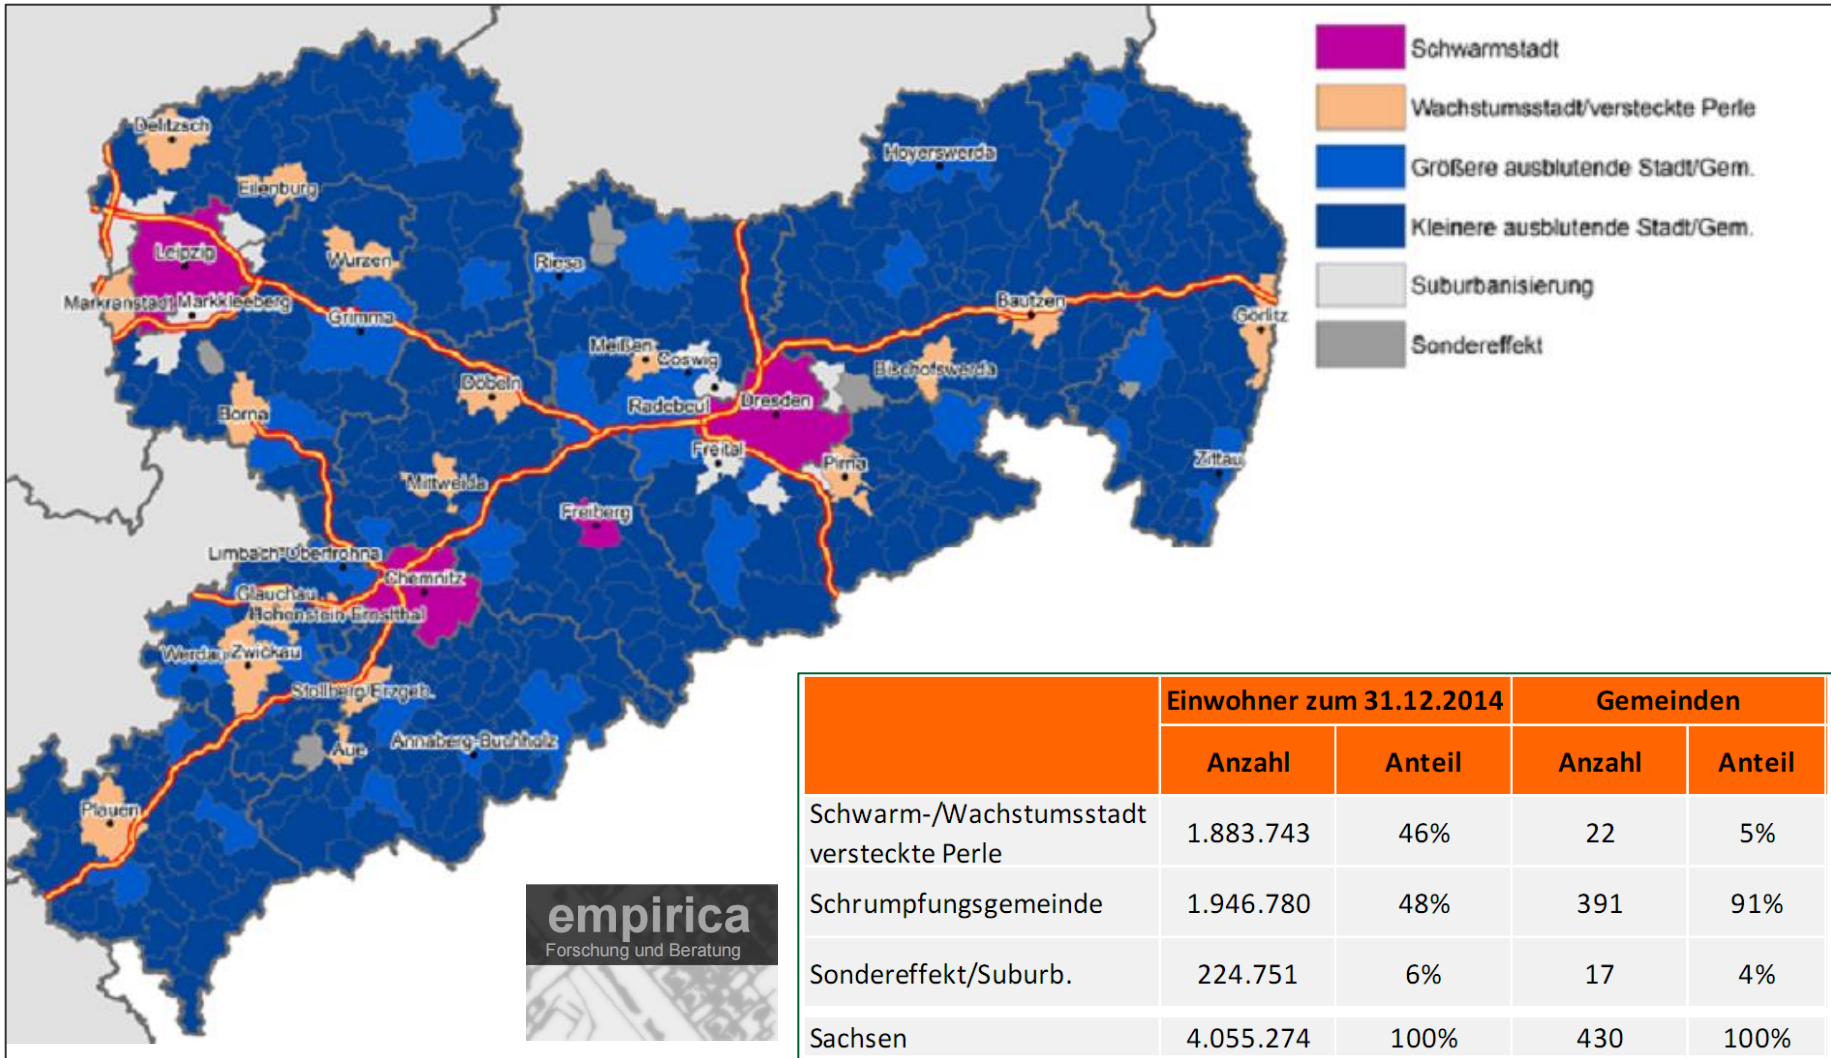 Schwarmstadt
Wachstumsstadt/versteckte Perle
Größere ausblutende Stadt/Gem.
Kleinere ausblutende Stadt/Gem.
Suburbanisierung
Sondereffekt
Delitzsch
Eilenburg
Hoyerswerda
Leipzig
Wurzen
Riesa
Markranstädt Markkleeberg
Grimma
Bautzen
Görlitz
Meißen
Coswig
Bischofswerda
Döbeln
Radebeul
Dresden
Borna
Freital
Pirna
Zittau
Mittweida
Freiberg
Limbach-Oberfrohna
Chemnitz
Glauchau
Hohenstein-Ernstthal
Werdau
Zwickau
Stollberg/Erzgeb.
Aue
Annaberg-Buchholz
Plauen
empirica
Forschung und Beratung
Einwohner zum 31.12.2014 Gemeinden
Anzahl Anteil Anzahl Anteil
Schwarm-/Wachstumsstadt
versteckte Perle 1.883.743 46% 22 5%
Schrumpfungsgemeinde 1.946.780 48% 391 91%
Sondereffekt/Suburb. 224.751 6% 17 4%
Sachsen 4.055.274 100% 430 100%